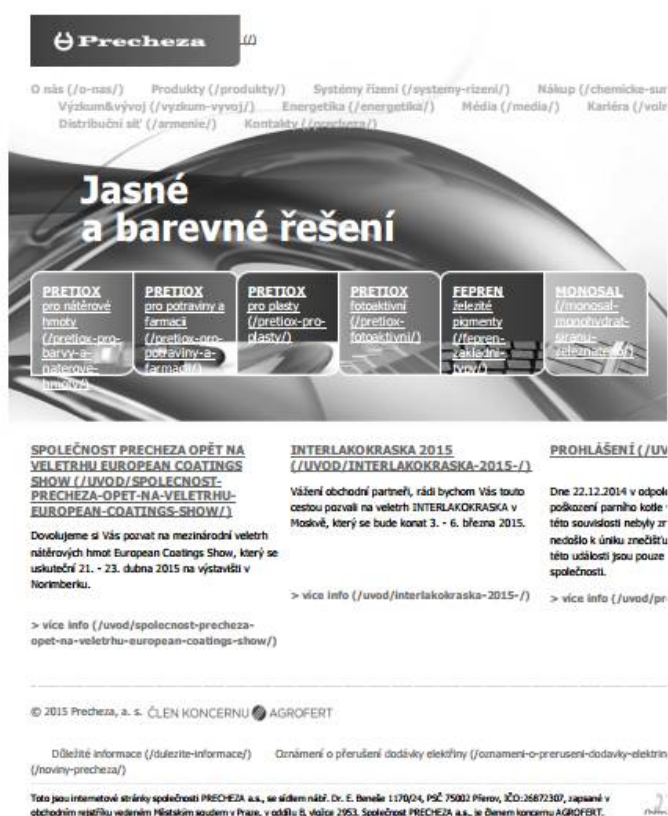 Precheza (/)
O nás (/o-nas/) Produkty (/produkty/) Systémy řízení (/systemy-rizeni/) Nákup (/chemicke-sur
Výzkum&vývoj (/vyzkum-vyvoj/) Energetika (/energetika/) Média (/media/) Kariéra (/voln
Distribuční síť (/armenie/) Kontakty (/precheza/)
Jasné
a barevné řešení
PRETIOX
pro nátěrové
hmoty
(/pretiox-pro-
barvy-a-
naterove-
hmoty/)
PRETIOX
pro potraviny a
farmacii
(/pretiox-pro-
potraviny-a-
farmacii/)
PRETIOX
pro plasty
(/pretiox-pro-
plasty/)
PRETIOX
fotoaktivní
(/pretiox-
fotoaktivni/)
FEPREN
železité
pigmenty
(/fepren-
zakladni-
typy/)
MONOSAL
(/monosal-
monohydrat-
siranu-
zeleznateho/)
SPOLEČNOST PRECHEZA OPĚT NA
VELETRHU EUROPEAN COATINGS
SHOW (/UVOD/SPOLECNOST-
PRECHEZA-OPET-NA-VELETRHU-
EUROPEAN-COATINGS-SHOW/)
Dovolujeme si Vás pozvat na mezinárodní veletrh
nátěrových hmot European Coatings Show, který se
uskuteční 21. - 23. dubna 2015 na výstavišti v
Norimberku.
> více info (/uvod/spolecnost-precheza-
opet-na-veletrhu-european-coatings-show/)
INTERLAKOKRASKA 2015
(/UVOD/INTERLAKOKRASKA-2015-/)
Vážení obchodní partneři, rádi bychom Vás touto
cestou pozvali na veletrh INTERLAKOKRASKA v
Moskvě, který se bude konat 3. - 6. března 2015.
> více info (/uvod/interlakokraska-2015-/)
PROHLÁŠENÍ (/UV
Dne 22.12.2014 v odpole
poškození parního kotle
této souvislosti nebyly zr
nedošlo k úniku znečišťu
této události jsou pouze
společnosti.
> více info (/uvod/pr
© 2015 Precheza, a. s. ČLEN KONCERNU AGROFERT
Důležité informace (/dulezite-informace/) Oznámení o přerušení dodávky elektřiny (/oznameni-o-preruseni-dodavky-elektrin
(/noviny-precheza/)
Toto jsou internetové stránky společnosti PRECHEZA a.s., se sídlem nábř. Dr. E. Beneše 1170/24, PSČ 75002 Přerov, IČO:26872307, zapsané v
obchodním rejstříku vedeném Městským soudem v Praze, v oddílu B, vložce 2953. Společnost PRECHEZA a.s., je členem koncernu AGROFERT,